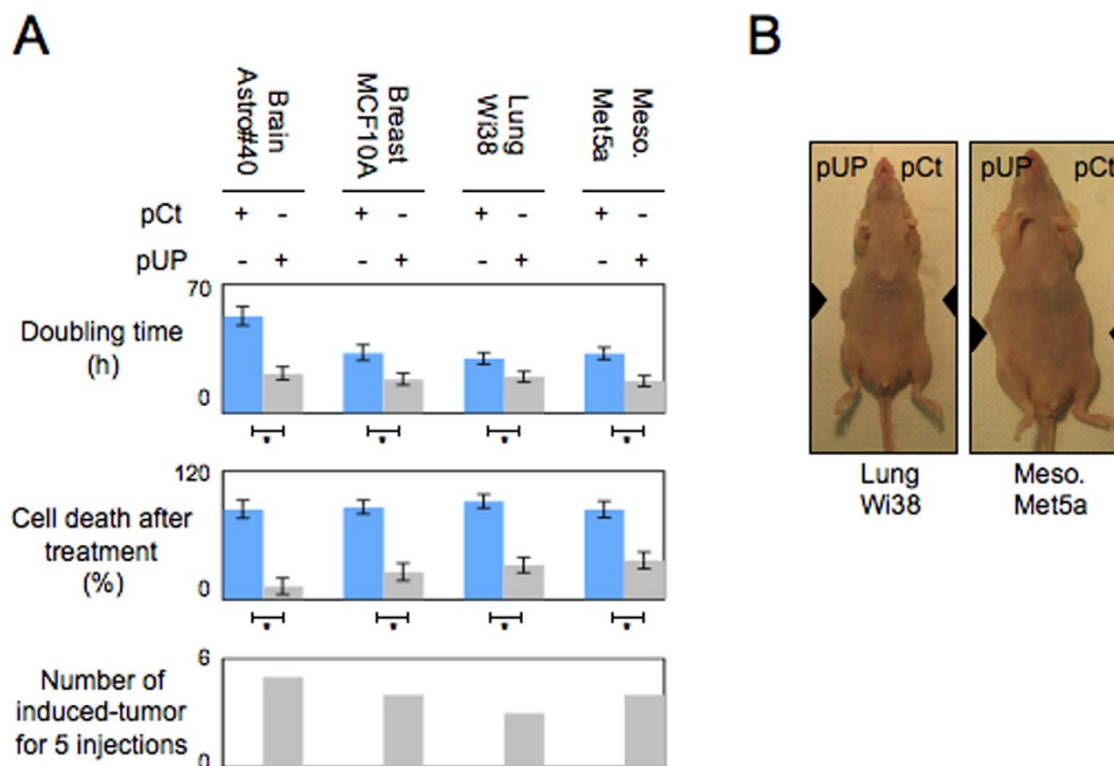 A
B
Brain
Astro#40
Breast
MCF10A
Lung
Wi38
Meso.
Met5a
pCt + - + - + - + -
pUP - + - + - + - +
70
Doubling time
(h)
0
* * * *
120
Cell death after
treatment
(%)
0
* * * *
6
Number of
induced-tumor
for 5 injections
0
pUP pCt
pUP pCt
Lung
Wi38
Meso.
Met5a